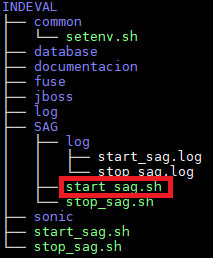 INDEVAL
common
setenv.sh
database
documentacion
fuse
jboss
log
SAG
log
start_sag.log
stop_sag.log
start_sag.sh
stop_sag.sh
sonic
start_sag.sh
stop_sag.sh